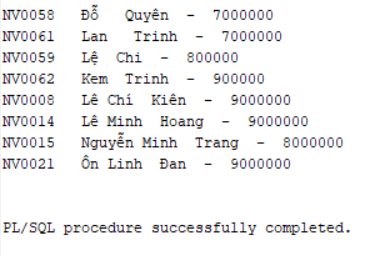 NV0058 Đỗ Quyên - 7000000
NV0061 Lan Trinh - 7000000
NV0059 Lệ Chi - 800000
NV0062 Kem Trinh - 900000
NV0008 Lê Chí Kiên - 9000000
NV0014 Lê Minh Hoang - 9000000
NV0015 Nguyễn Minh Trang - 8000000
NV0021 Ôn Linh Đan - 9000000
PL/SQL procedure successfully completed.